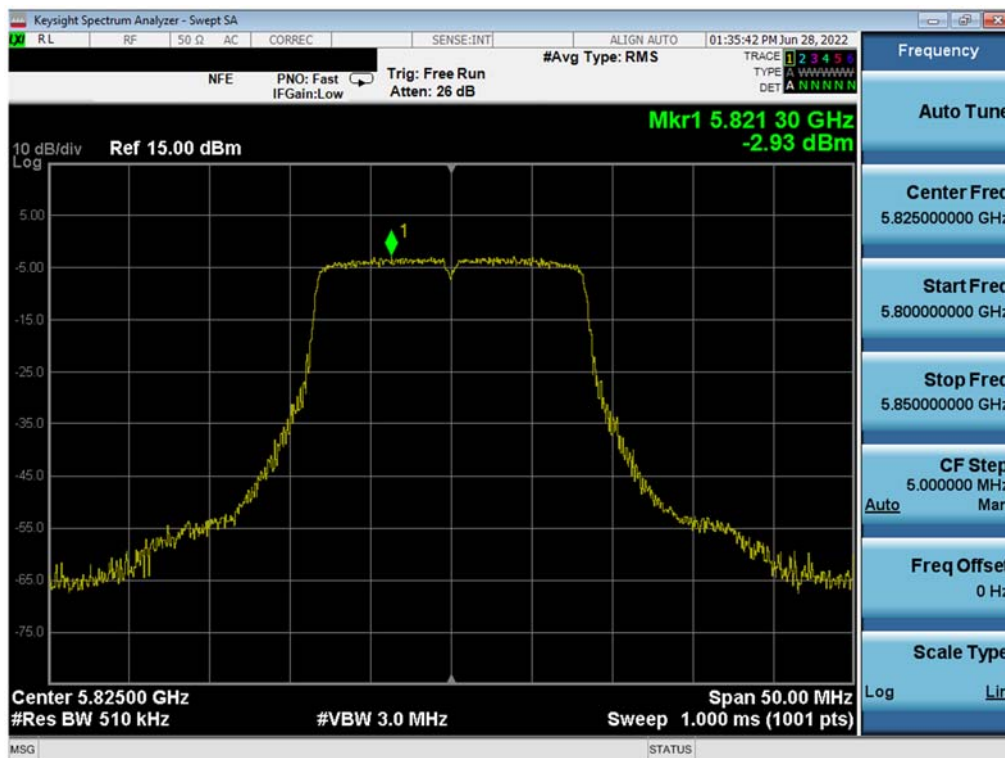 Keysight Spectrum Analyzer - Swept SA
LXI RL RF 50 Ω AC CORREC SENSE:INT ALIGN AUTO 01:35:42 PM Jun 28, 2022
Frequency
NFE PNO: Fast Trig: Free Run #Avg Type: RMS TRACE 1 2 3 4 5 6
IFGain:Low Atten: 26 dB TYPE A WWWWW
DET A N N N N N
Auto Tune
Mkr1 5.821 30 GHz
-2.93 dBm
10 dB/div Ref 15.00 dBm
Log
5.00
-5.00
-15.0
-25.0
-35.0
-45.0
-55.0
-65.0
-75.0
1
Center Freq
5.825000000 GHz
Start Freq
5.800000000 GHz
Stop Freq
5.850000000 GHz
CF Step
5.000000 MHz
Auto Man
Freq Offset
0 Hz
Scale Type
Log Lin
Center 5.82500 GHz Span 50.00 MHz
#Res BW 510 kHz #VBW 3.0 MHz Sweep 1.000 ms (1001 pts)
MSG STATUS